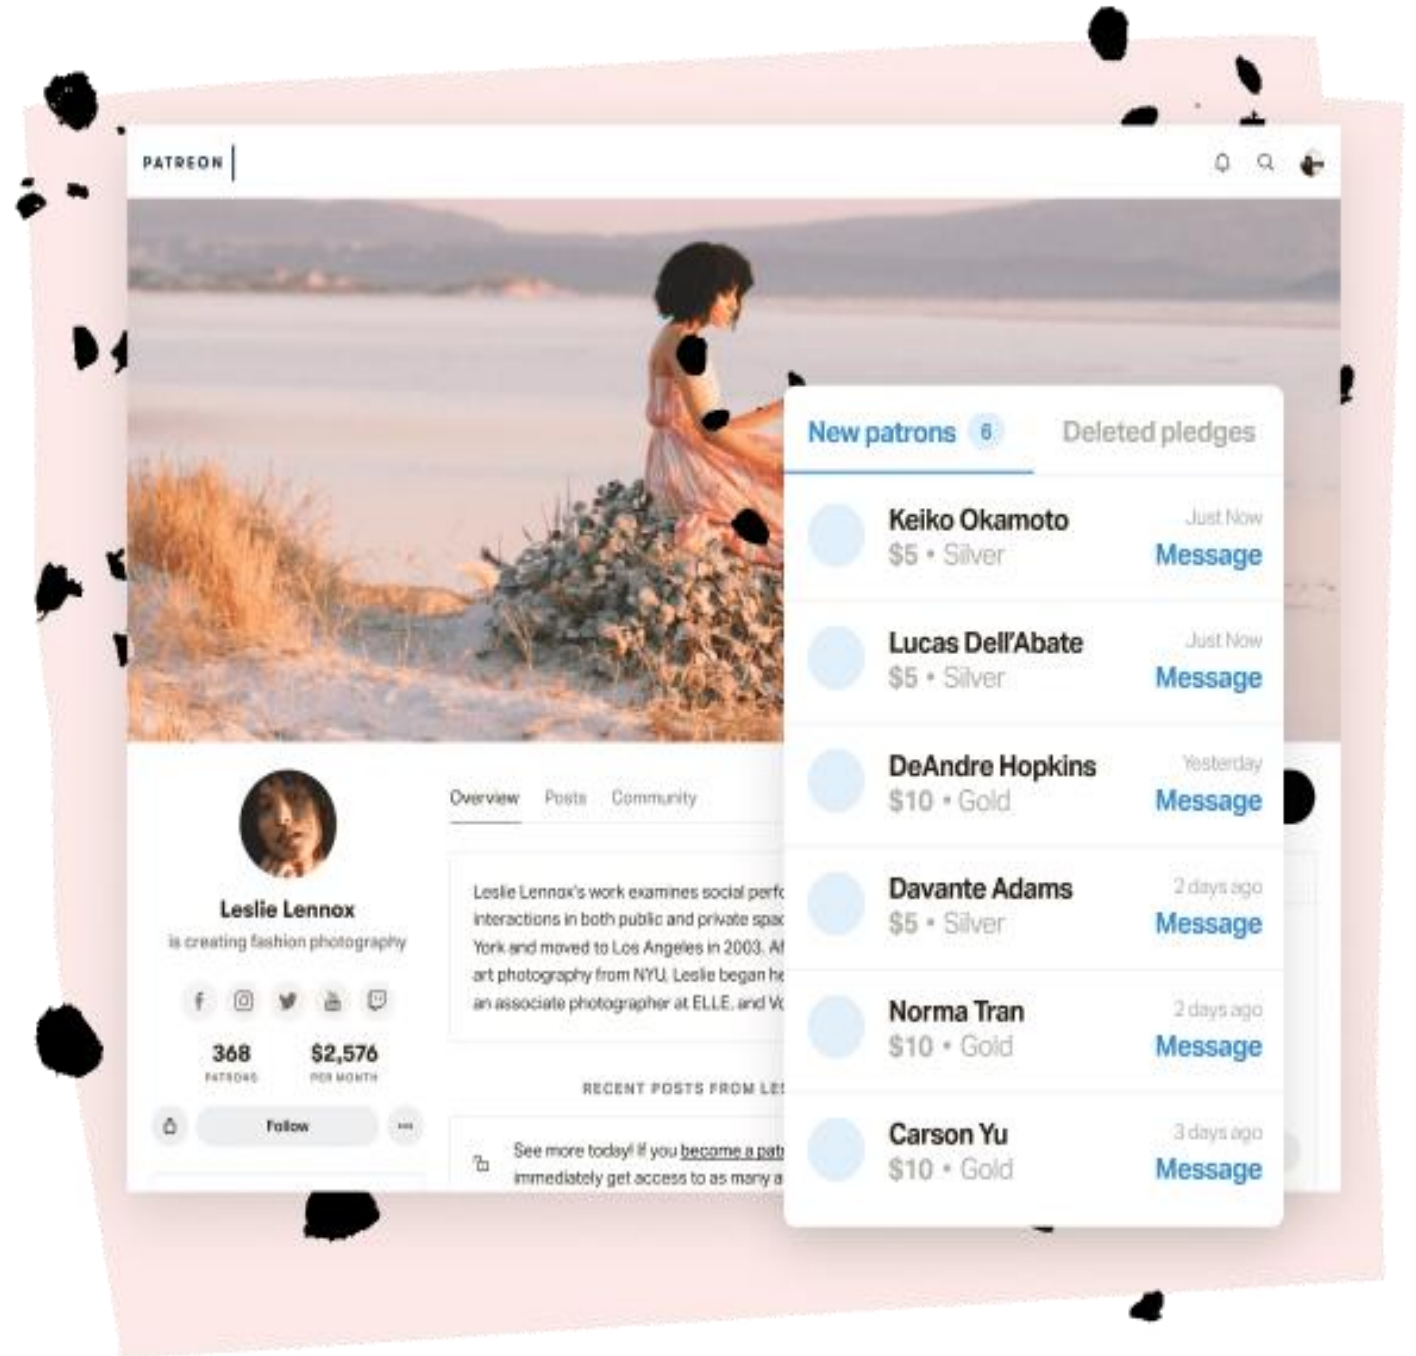 PATREON
New patrons 6
Deleted pledges
Keiko Okamoto
Just Now
$5 • Silver
Message
Lucas Dell'Abate
Just Now
$5 • Silver
Message
DeAndre Hopkins
Yesterday
$10 • Gold
Message
Davante Adams
2 days ago
$5 • Silver
Message
Norma Tran
2 days ago
$10 • Gold
Message
Carson Yu
3 days ago
$10 • Gold
Message
Leslie Lennox
is creating fashion photography
368
$2,576
PATRONS
PER MONTH
Follow
Overview
Posts
Community
Leslie Lennox's work examines social
interactions in both public and private
York and moved to Los Angeles in 2003.
art photography from NYU, Leslie began
an associate photographer at ELLE, and
RECENT POSTS FROM
See more today! If you become a
immediately get access to as many